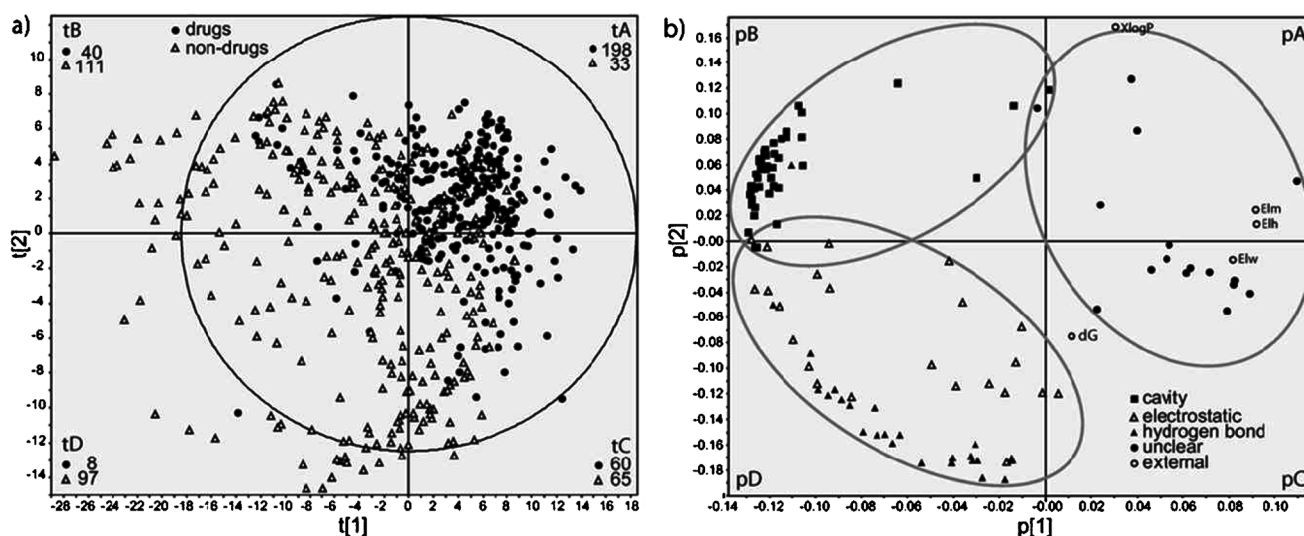 a)
tB
● 40
△ 111
● drugs
△ non-drugs
tA
● 198
△ 33
t[2]
10
8
6
4
2
0
-2
-4
-6
-8
-10
-12
-14
tD
● 8
△ 97
tC
● 60
△ 65
-28 -26 -24 -22 -20 -18 -16 -14 -12 -10 -8 -6 -4 -2 0 2 4 6 8 10 12 14 16 18
t[1]
b)
pB
XlogP
pA
p[2]
0.16
0.14
0.12
0.10
0.08
0.06
0.04
0.02
-0.00
-0.02
-0.04
-0.06
-0.08
-0.10
-0.12
-0.14
-0.16
-0.18
Elm
Elh
Elw
dG
■ cavity
△ electrostatic
▲ hydrogen bond
● unclear
○ external
pD
pC
-0.12 -0.10 -0.08 -0.06 -0.04 -0.02 -0.00 0.02 0.04 0.06 0.08 0.10
p[1]